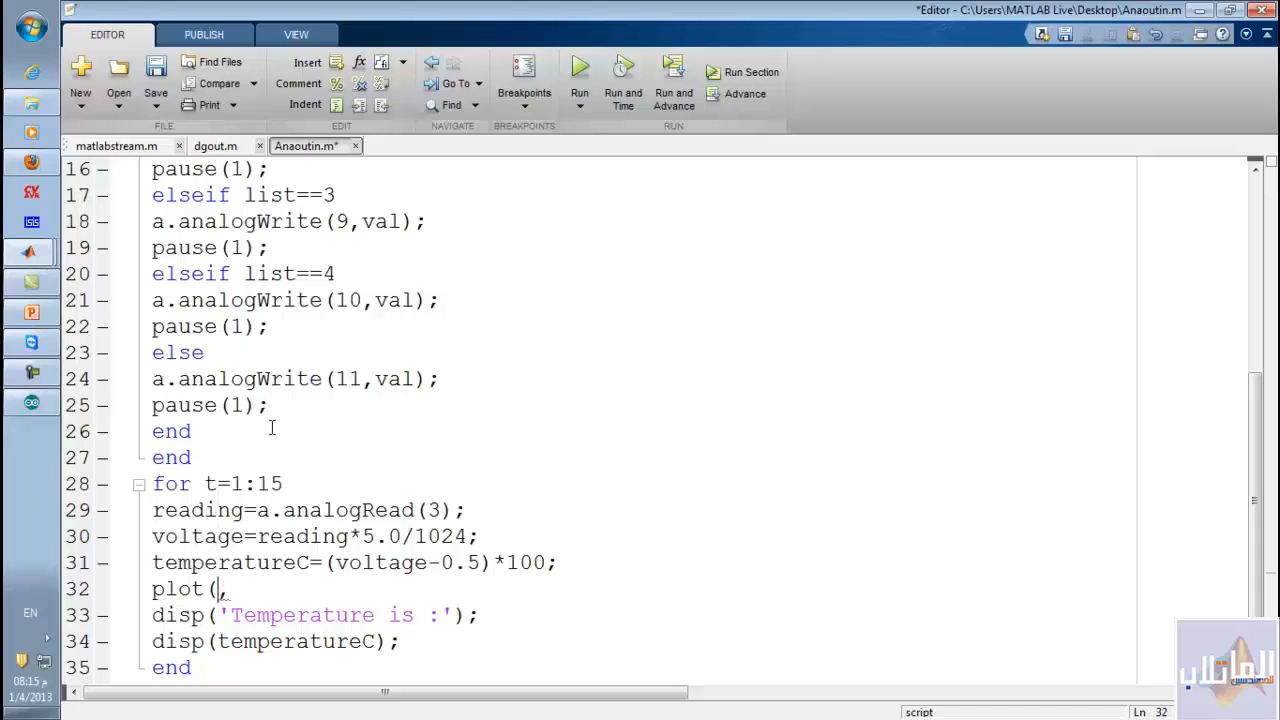 *Editor - C:\Users\MATLAB Live\Desktop\Anaoutin.m
EDITOR PUBLISH VIEW
New Open Save Find Files Compare Print
Insert Comment Indent
Go To Find
Breakpoints
Run Run and Time Run and Advance Run Section Advance
FILE EDIT NAVIGATE BREAKPOINTS RUN
matlabstream.m dgout.m Anaoutin.m*
16 pause(1);
17 elseif list==3
18 a.analogWrite(9,val);
19 pause(1);
20 elseif list==4
21 a.analogWrite(10,val);
22 pause(1);
23 else
24 a.analogWrite(11,val);
25 pause(1);
26 end
27 end
28 for t=1:15
29 reading=a.analogRead(3);
30 voltage=reading*5.0/1024;
31 temperatureC=(voltage-0.5)*100;
32 plot(,
33 disp('Temperature is :');
34 disp(temperatureC);
35 end
EN
08:15 م
1/4/2013
script Ln 32
الماتلاب
للمهندسين